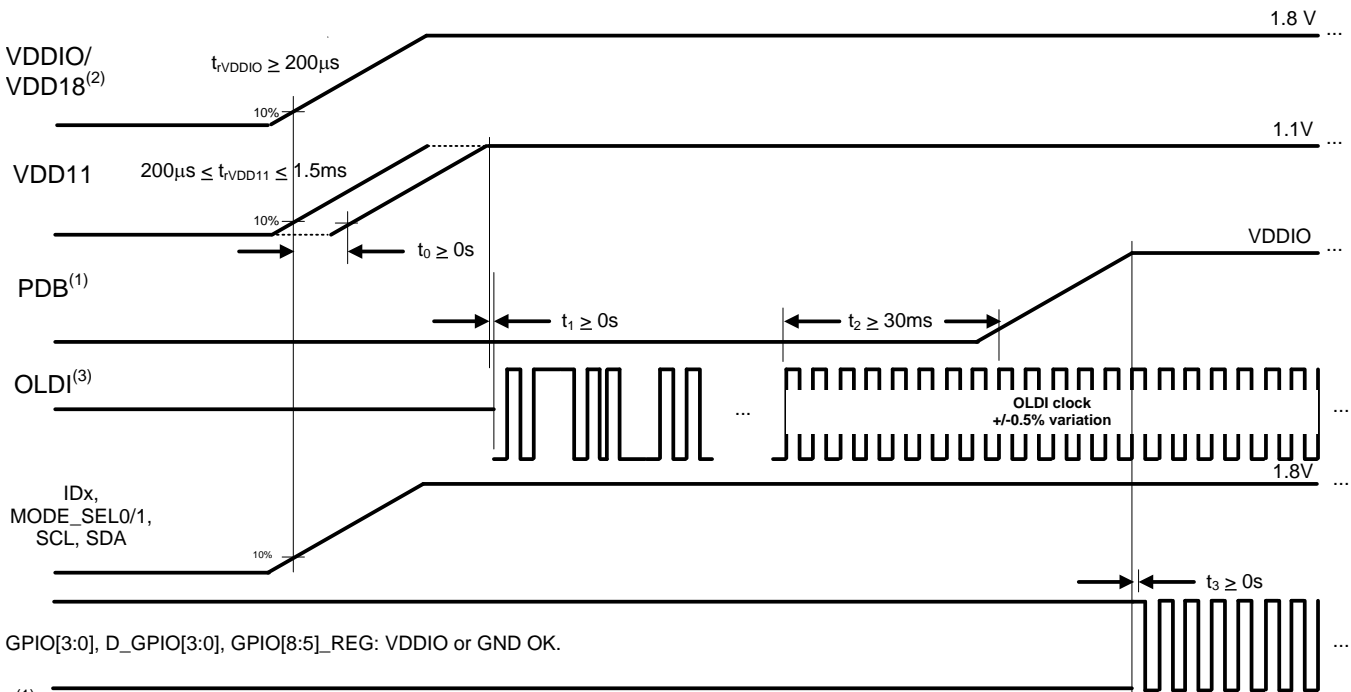 1.8 V
...
VDDIO/
VDD18(2)
trVDDIO ≥ 200µs
10%
1.1V
...
VDD11
200µs ≤ trVDD11 ≤ 1.5ms
10%
t0 ≥ 0s
VDDIO
...
PDB(1)
t1 ≥ 0s
t2 ≥ 30ms
OLDI(3)
...
OLDI clock
+/-0.5% variation
...
1.8V
...
IDx,
MODE_SEL0/1,
SCL, SDA
10%
t3 ≥ 0s
GPIO[3:0], D_GPIO[3:0], GPIO[8:5]_REG: VDDIO or GND OK.
...